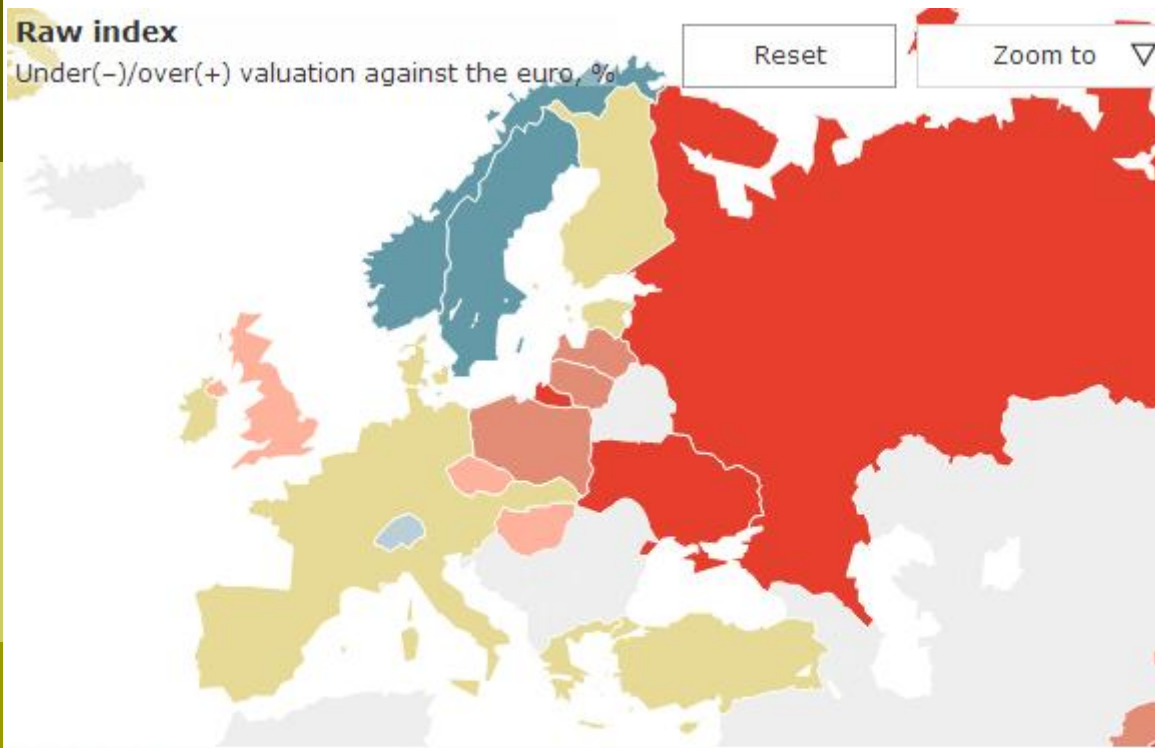 Raw index
Under(–)/over(+) valuation against the euro, %
Reset
Zoom to